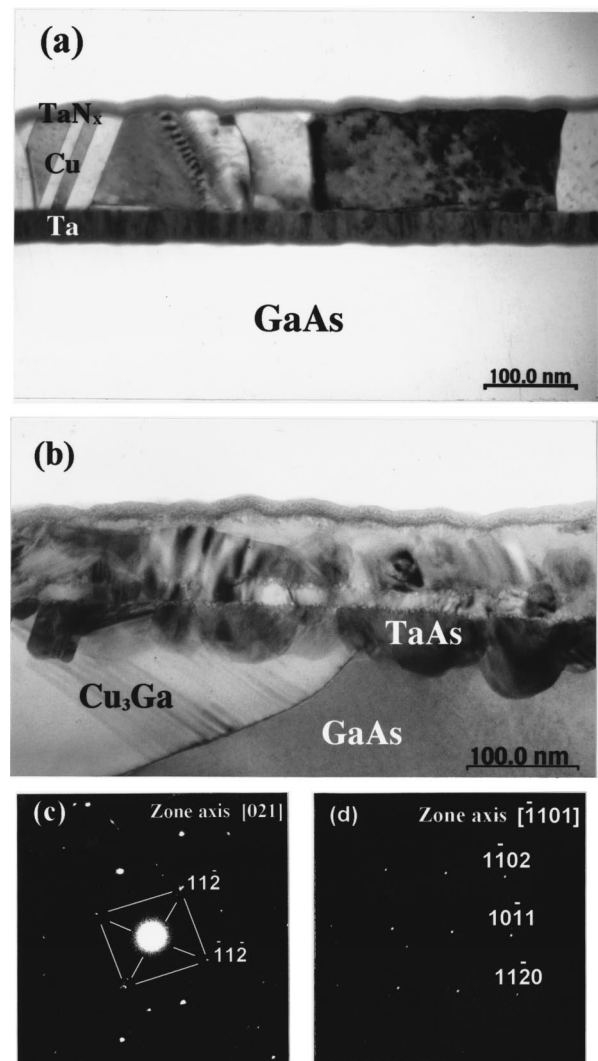 (a)
TaNₓ
Cu
Ta
GaAs
100.0 nm
(b)
TaAs
Cu₃Ga
GaAs
100.0 nm
(c) Zone axis [021]
112̄
1̄12̄
(d) Zone axis [1̄101]
11̄02
101̄1
112̄0